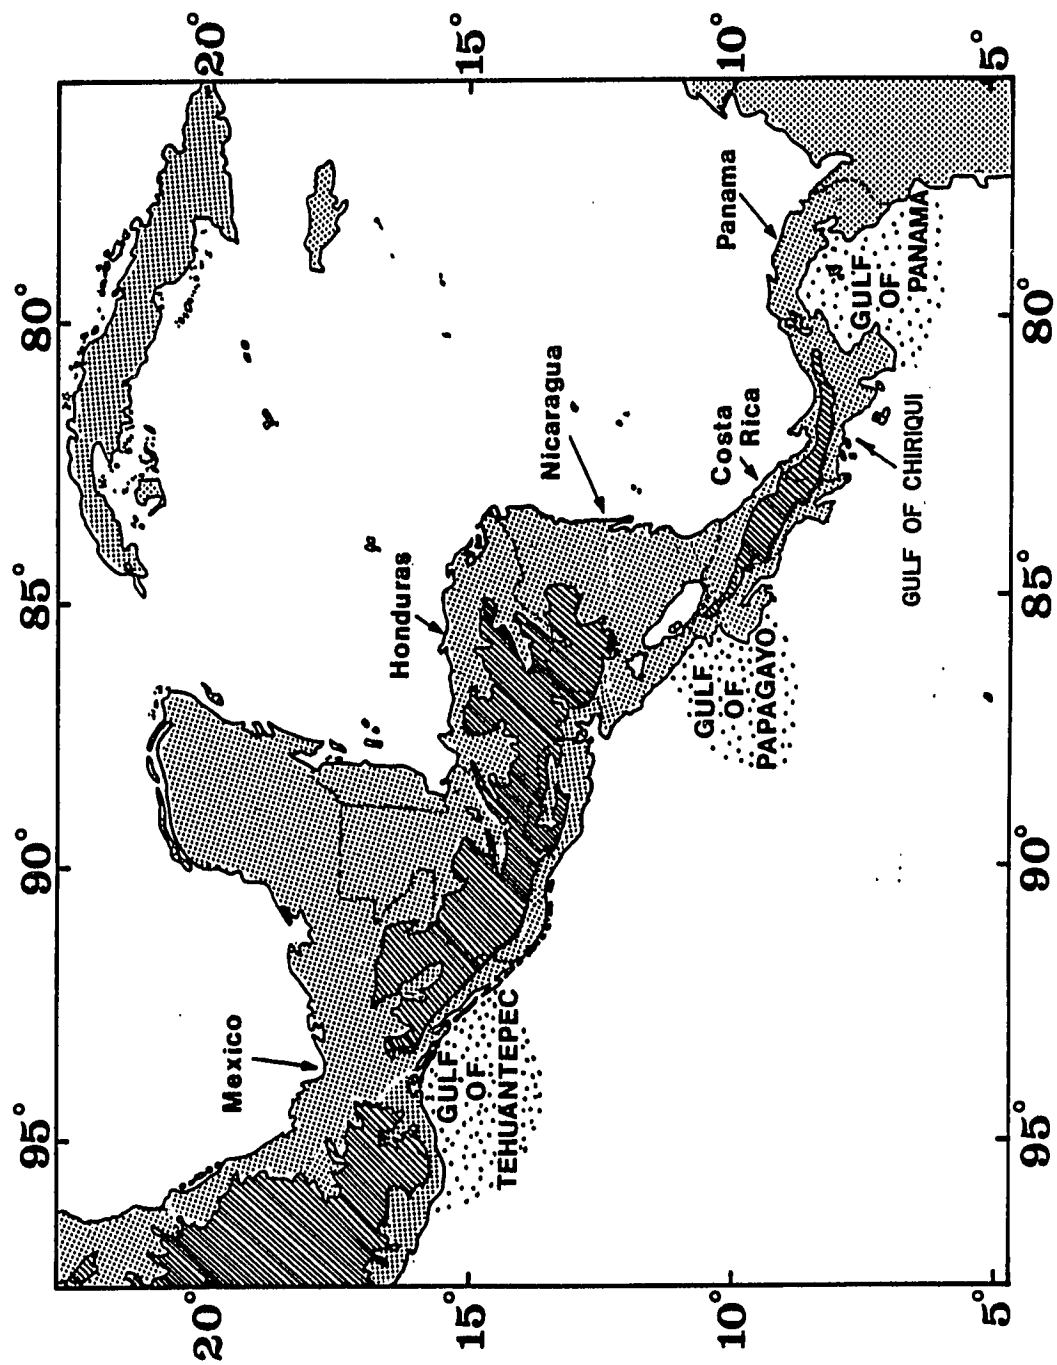 95°
90°
85°
80°
20°
20°
Mexico
Honduras
15°
15°
GULF
OF
TEHUANTEPEC
Nicaragua
GULF
OF
PAPAGAYO
Costa
Rica
Panama
10°
10°
GULF
OF
PANAMA
GULF OF CHIRIQUI
5°
5°
95°
90°
85°
80°